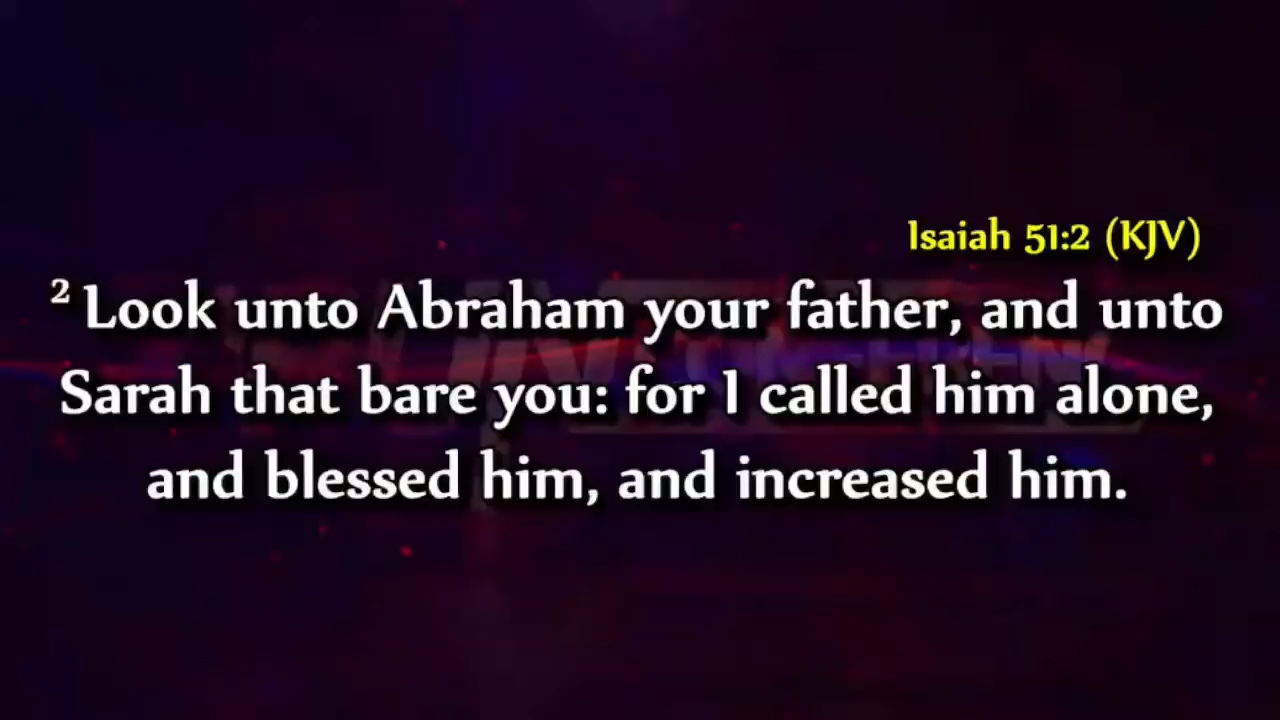 Isaiah 51:2 (KJV)
² Look unto Abraham your father, and unto
Sarah that bare you: for I called him alone,
and blessed him, and increased him.